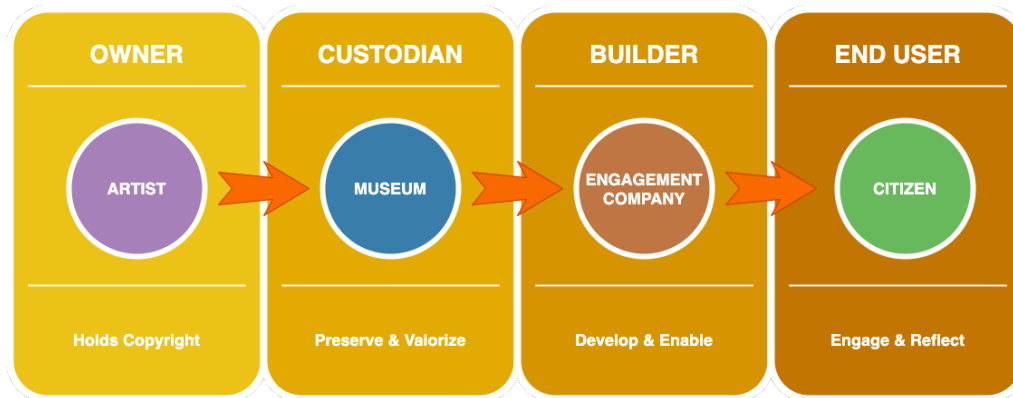 OWNER
ARTIST
Holds Copyright
CUSTODIAN
MUSEUM
Preserve & Valorize
BUILDER
ENGAGEMENT
COMPANY
Develop & Enable
END USER
CITIZEN
Engage & Reflect